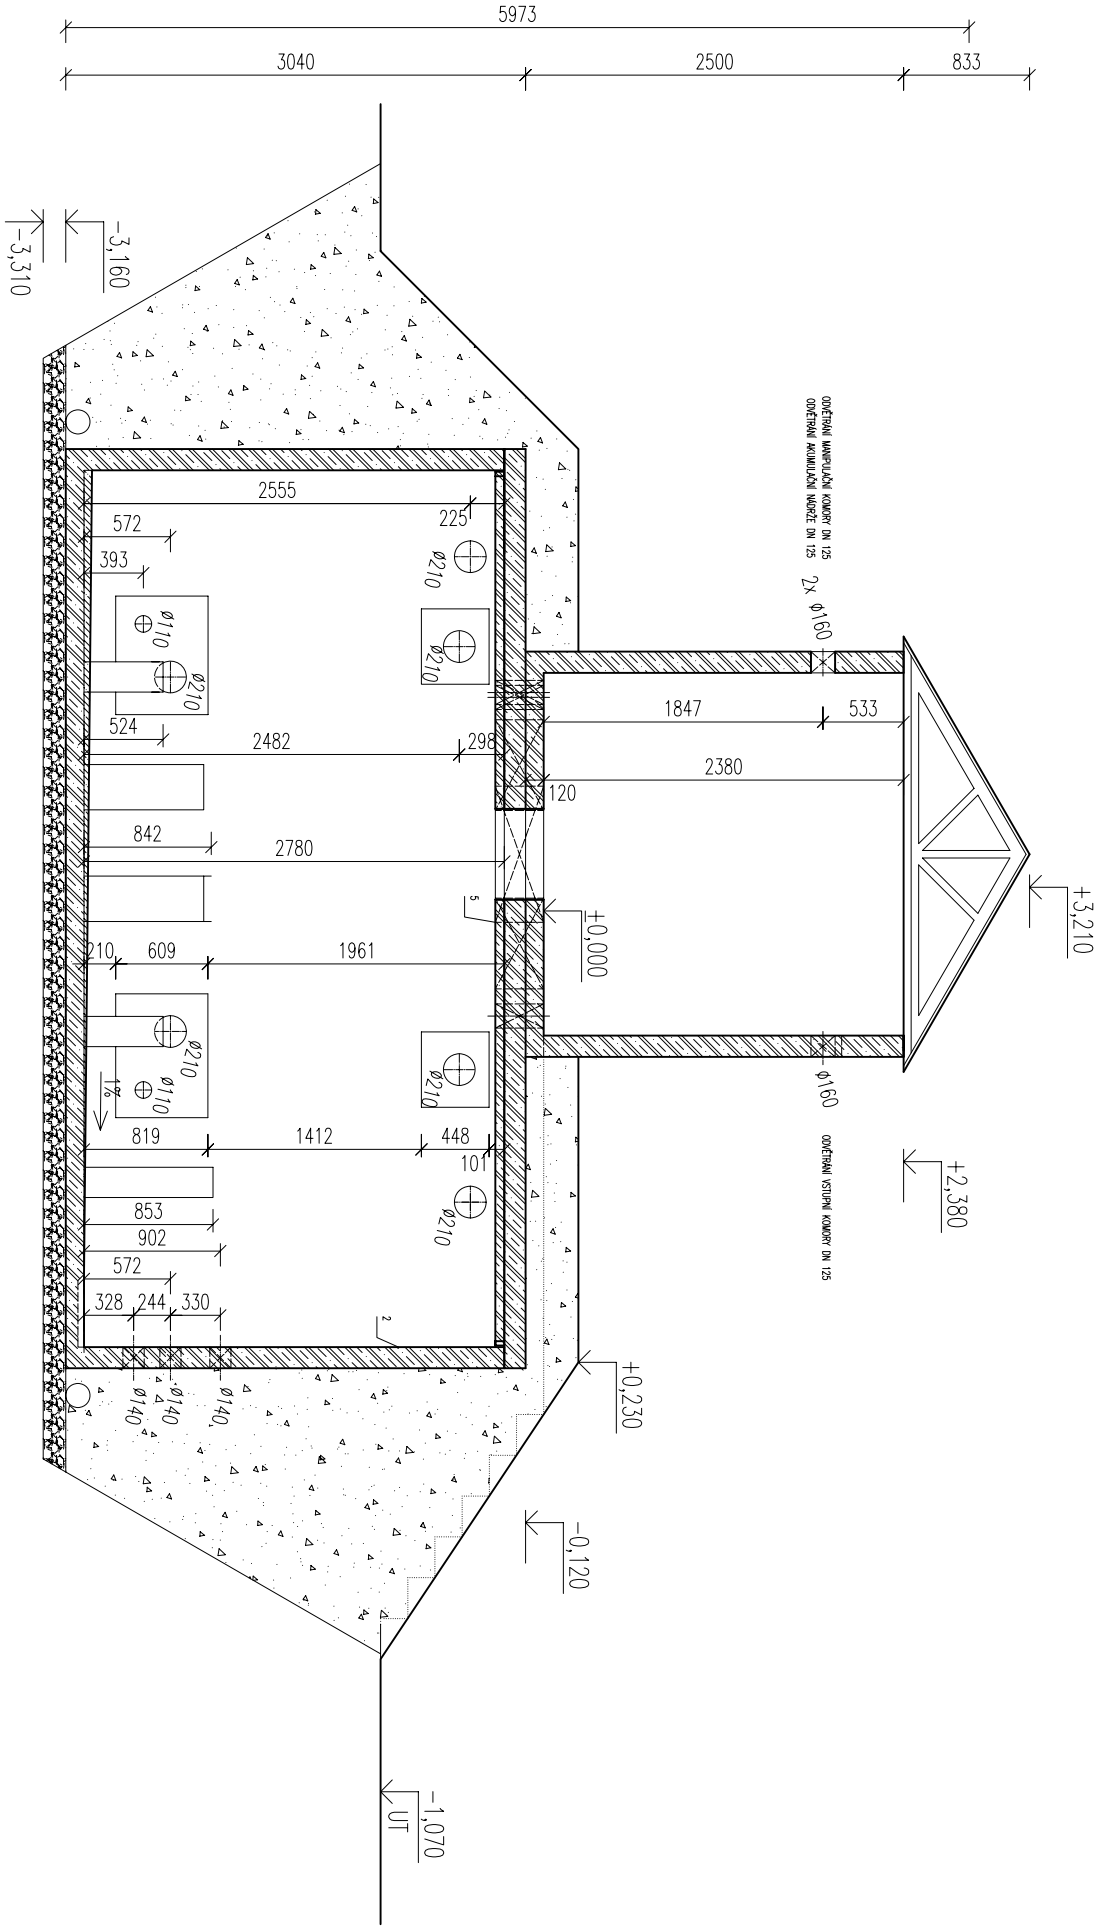 5973
3040
2500
833
-3,160
-3,310
ODVĚTRÁNÍ MANIPULAČNÍ KOMORY DN 125
ODVĚTRÁNÍ AKUMULAČNÍ NÁDRŽE DN 125
2x ø160
2555
225
572
393
ø210
ø110
ø210
ø210
524
2482
298
1847
533
2380
120
842
2780
5
±0,000
+3,210
210
609
1961
ø210
ø110
ø210
1%
ø160
ODVĚTRÁNÍ VSTUPNÍ KOMORY DN 125
+2,380
819
1412
448
101
ø210
853
902
572
328
244
330
2
ø140
ø140
ø140
+0,230
-0,120
-1,070
UT